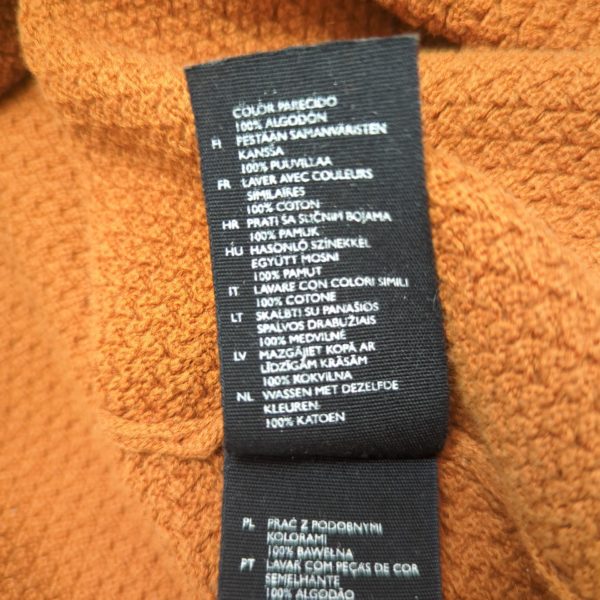 COLOR PARECIDO
100% ALGODÓN
FI PESTÄÄN SAMANVÄRISTEN
KANSSA
100% PUUVILLAA
FR LAVER AVEC COULEURS
SIMILAIRES
100% COTON
HR PRATI SA SLIČNIM BOJAMA
100% PAMUK
HU HASONLÓ SZÍNEKKEL
EGYÜTT MOSNI
100% PAMUT
IT LAVARE CON COLORI SIMILI
100% COTONE
LT SKALBTI SU PANAŠIOS
SPALVOS DRABUŽIAIS
100% MEDVILNĖ
LV MAZGĀJIET KOPĀ AR
LĪDZĪGĀM KRĀSĀM
100% KOKVILNA
NL WASSEN MET DEZELFDE
KLEUREN
100% KATOEN
PL PRAĆ Z PODOBNYMI
KOLORAMI
100% BAWEŁNA
PT LAVAR COM PEÇAS DE COR
SEMELHANTE
100% ALGODÃO